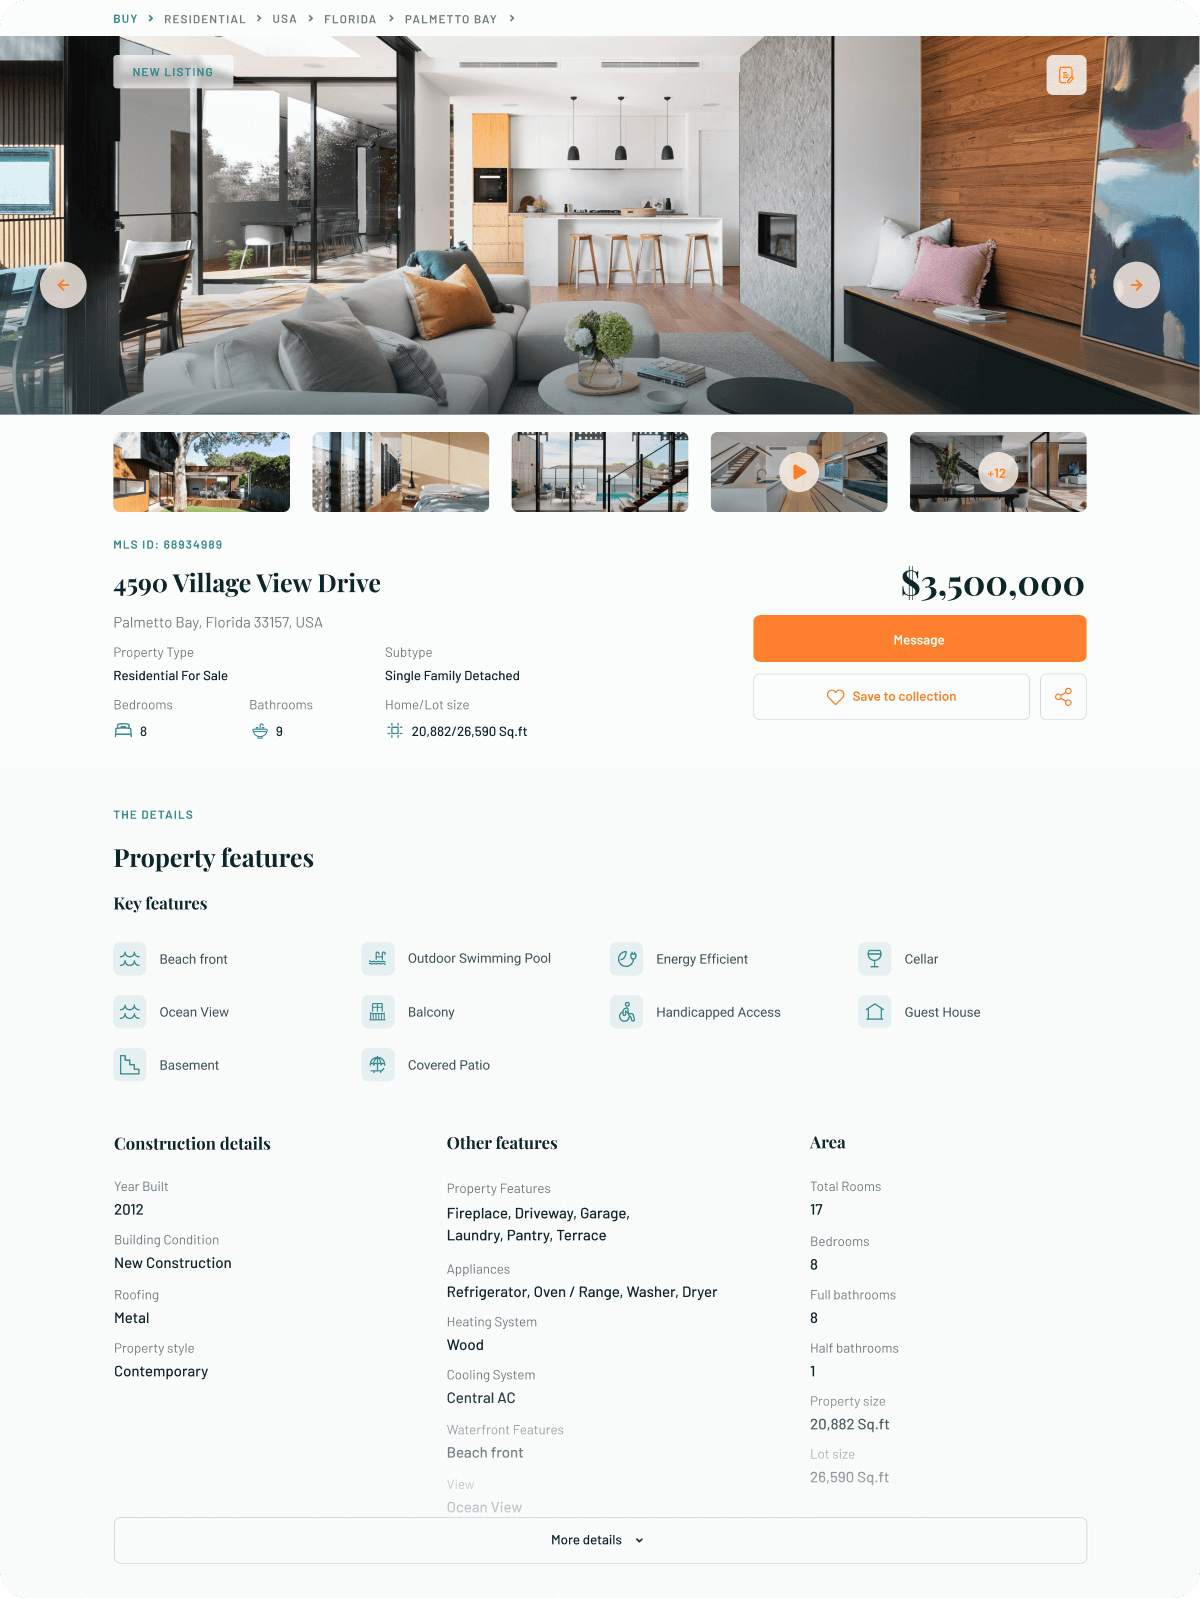 BUY > RESIDENTIAL > USA > FLORIDA > PALMETTO BAY >
NEW LISTING
+12
MLS ID: 68934989
4590 Village View Drive
$3,500,000
Palmetto Bay, Florida 33157, USA
Message
Property Type
Subtype
Residential For Sale
Single Family Detached
Save to collection
Bedrooms
Bathrooms
Home/Lot size
8
9
20,882/26,590 Sq.ft
THE DETAILS
Property features
Key features
Beach front
Outdoor Swimming Pool
Energy Efficient
Cellar
Ocean View
Balcony
Handicapped Access
Guest House
Basement
Covered Patio
Construction details
Year Built
2012
Building Condition
New Construction
Roofing
Metal
Property style
Contemporary
Other features
Property Features
Fireplace, Driveway, Garage,
Laundry, Pantry, Terrace
Appliances
Refrigerator, Oven / Range, Washer, Dryer
Heating System
Wood
Cooling System
Central AC
Waterfront Features
Beach front
View
Ocean View
Area
Total Rooms
17
Bedrooms
8
Full bathrooms
8
Half bathrooms
1
Property size
20,882 Sq.ft
Lot size
26,590 Sq.ft
More details